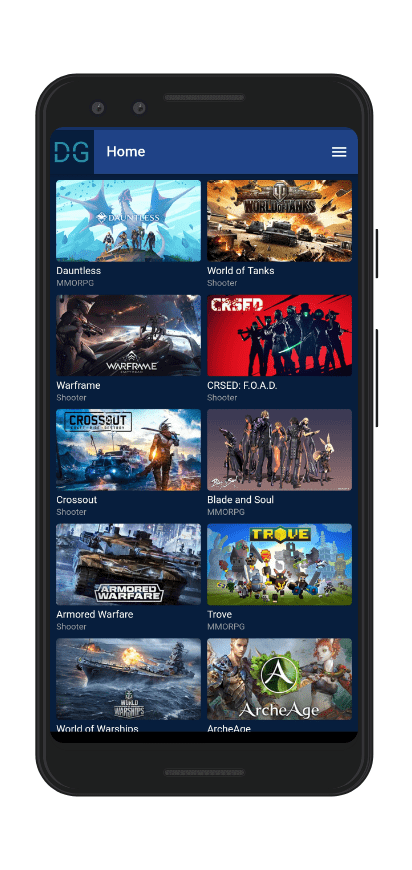 DG
Home
DAUNTLESS
WORLD OF TANKS
Dauntless
World of Tanks
MMORPG
Shooter
WARFRAME
CRSED
Warframe
CRSED: F.O.A.D.
Shooter
Shooter
CROSSOUT
Crossout
Blade and Soul
Shooter
MMORPG
ARMORED
WARFARE
TROVE
Armored Warfare
Trove
Shooter
MMORPG
WORLD
OF
WARSHIPS
A
ArcheAge
World of Warships
ArcheAge